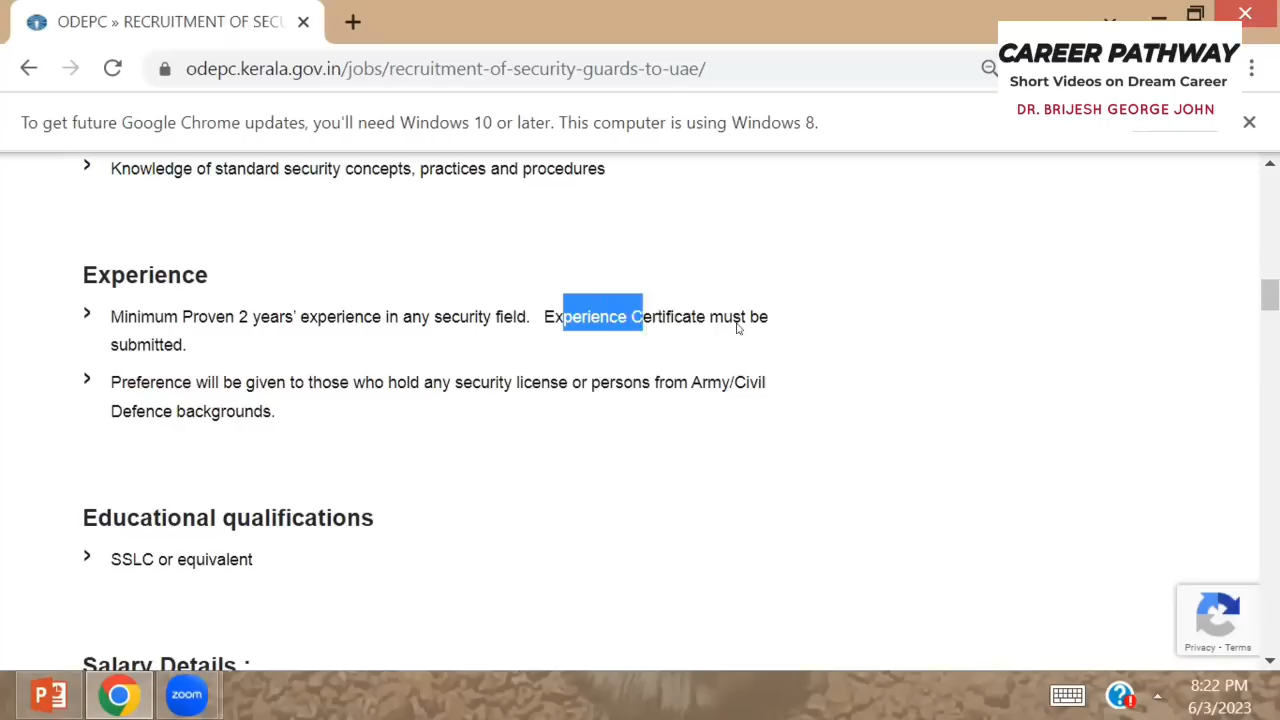 ODEPC » RECRUITMENT OF SECU
odepc.kerala.gov.in/jobs/recruitment-of-security-guards-to-uae/
CAREER PATHWAY
Short Videos on Dream Career
DR. BRIJESH GEORGE JOHN
To get future Google Chrome updates, you'll need Windows 10 or later. This computer is using Windows 8.
Knowledge of standard security concepts, practices and procedures
Experience
Minimum Proven 2 years’ experience in any security field. Experience Certificate must be
submitted.
Preference will be given to those who hold any security license or persons from Army/Civil
Defence backgrounds.
Educational qualifications
SSLC or equivalent
Salary Details :
Privacy - Terms
zoom
8:22 PM
6/3/2023